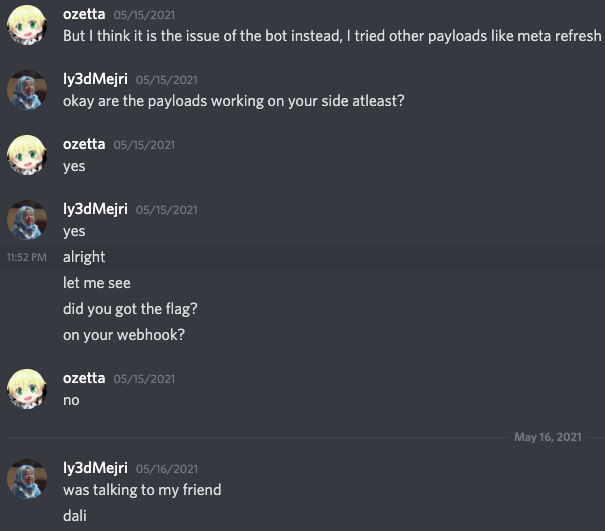 ozetta 05/15/2021
But I think it is the issue of the bot instead, I tried other payloads like meta refresh
ly3dMejri 05/15/2021
okay are the payloads working on your side atleast?
ozetta 05/15/2021
yes
ly3dMejri 05/15/2021
yes
11:52 PM alright
let me see
did you got the flag?
on your webhook?
ozetta 05/15/2021
no
May 16, 2021
ly3dMejri 05/16/2021
was talking to my friend
dali